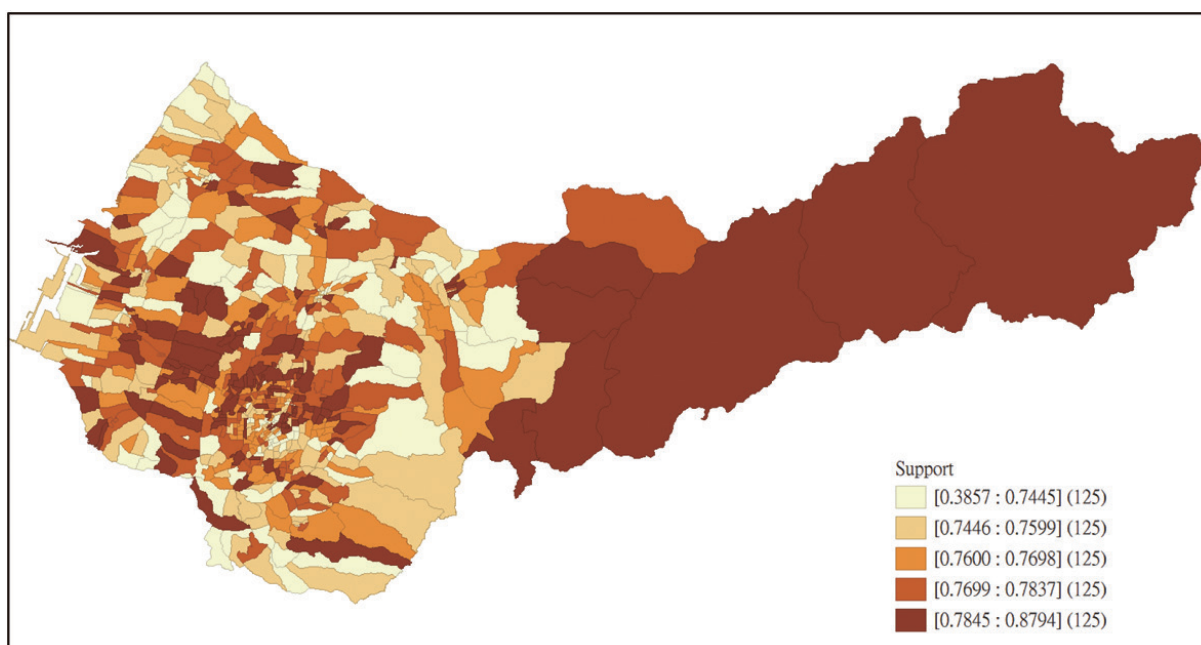 Support
[0.3857 : 0.7445] (125)
[0.7446 : 0.7599] (125)
[0.7600 : 0.7698] (125)
[0.7699 : 0.7837] (125)
[0.7845 : 0.8794] (125)